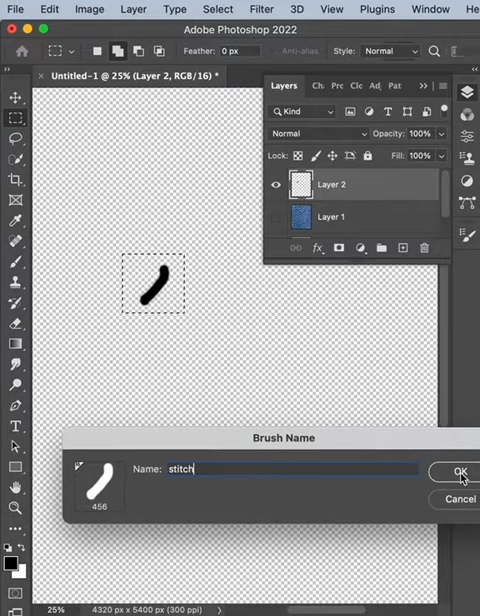 File Edit Image Layer Type Select Filter 3D View Plugins Window He
Adobe Photoshop 2022
Feather: 0 px Anti-alias Style: Normal
Untitled-1 @ 25% (Layer 2, RGB/16) *
Layers Ch Prc Clc Adj Pat
Kind
Normal Opacity: 100%
Lock: Fill: 100%
Layer 2
Layer 1
fx
Brush Name
Name: stitch OK
456 Cancel
25% 4320 px x 5400 px (300 ppi)